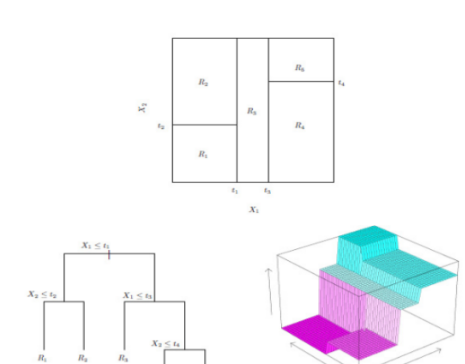 R₅
R₂
t₄
X₂
R₃
t₂
R₄
R₁
t₁ t₃
X₁
X₁ ≤ t₁
X₂ ≤ t₂ X₁ ≤ t₃
X₂ ≤ t₄
R₁ R₂ R₃